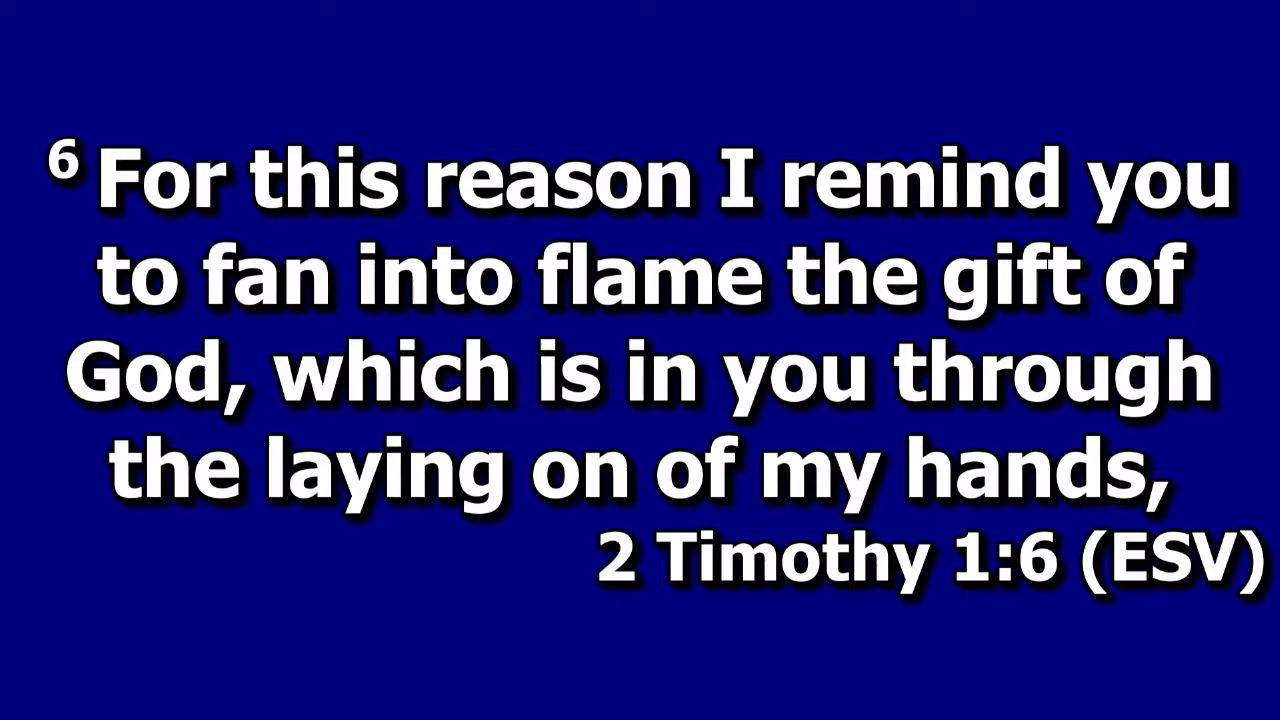 6 For this reason I remind you
to fan into flame the gift of
God, which is in you through
the laying on of my hands,
2 Timothy 1:6 (ESV)